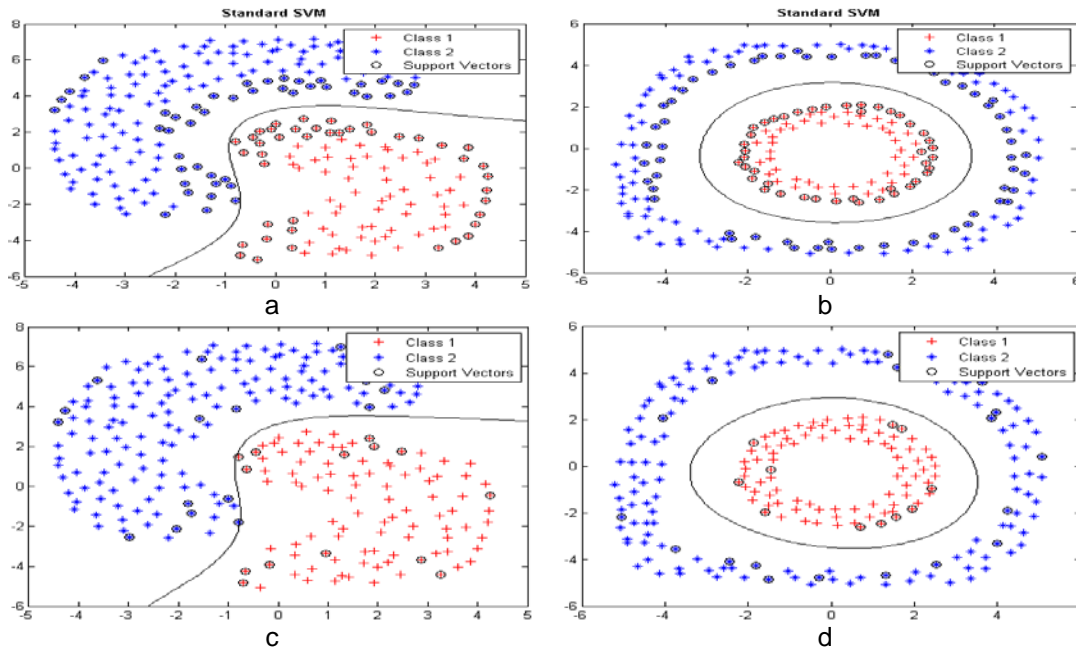 Standard SVM
8
6
4
2
0
-2
-4
-6
-5 -4 -3 -2 -1 0 1 2 3 4 5
Class 1
Class 2
Support Vectors
a
Standard SVM
6
4
2
0
-2
-4
-6
-6 -4 -2 0 2 4 6
Class 1
Class 2
Support Vectors
b
8
6
4
2
0
-2
-4
-6
-5 -4 -3 -2 -1 0 1 2 3 4 5
Class 1
Class 2
Support Vectors
c
6
4
2
0
-2
-4
-6
-6 -4 -2 0 2 4
Class 1
Class 2
Support Vectors
d